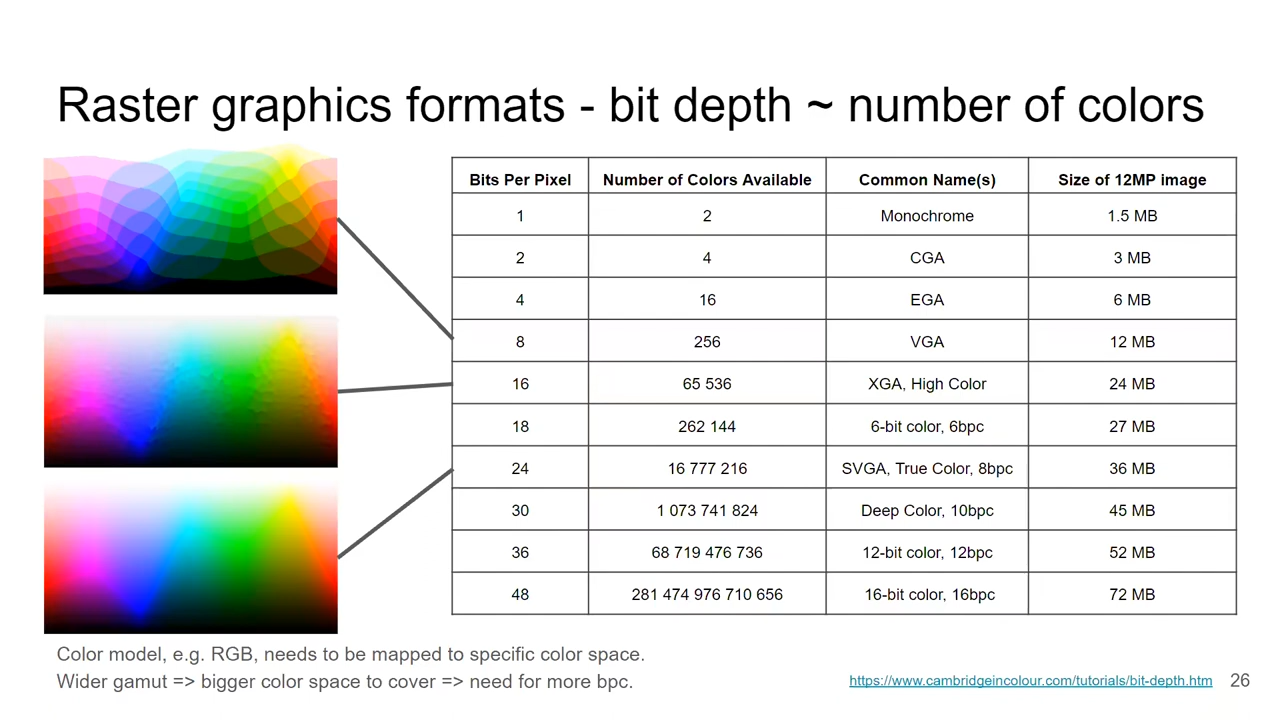 Raster graphics formats - bit depth ~ number of colors
Bits Per Pixel Number of Colors Available Common Name(s) Size of 12MP image
1 2 Monochrome 1.5 MB
2 4 CGA 3 MB
4 16 EGA 6 MB
8 256 VGA 12 MB
16 65 536 XGA, High Color 24 MB
18 262 144 6-bit color, 6bpc 27 MB
24 16 777 216 SVGA, True Color, 8bpc 36 MB
30 1 073 741 824 Deep Color, 10bpc 45 MB
36 68 719 476 736 12-bit color, 12bpc 52 MB
48 281 474 976 710 656 16-bit color, 16bpc 72 MB
Color model, e.g. RGB, needs to be mapped to specific color space.
Wider gamut => bigger color space to cover => need for more bpc.
https://www.cambridgeincolour.com/tutorials/bit-depth.htm 26